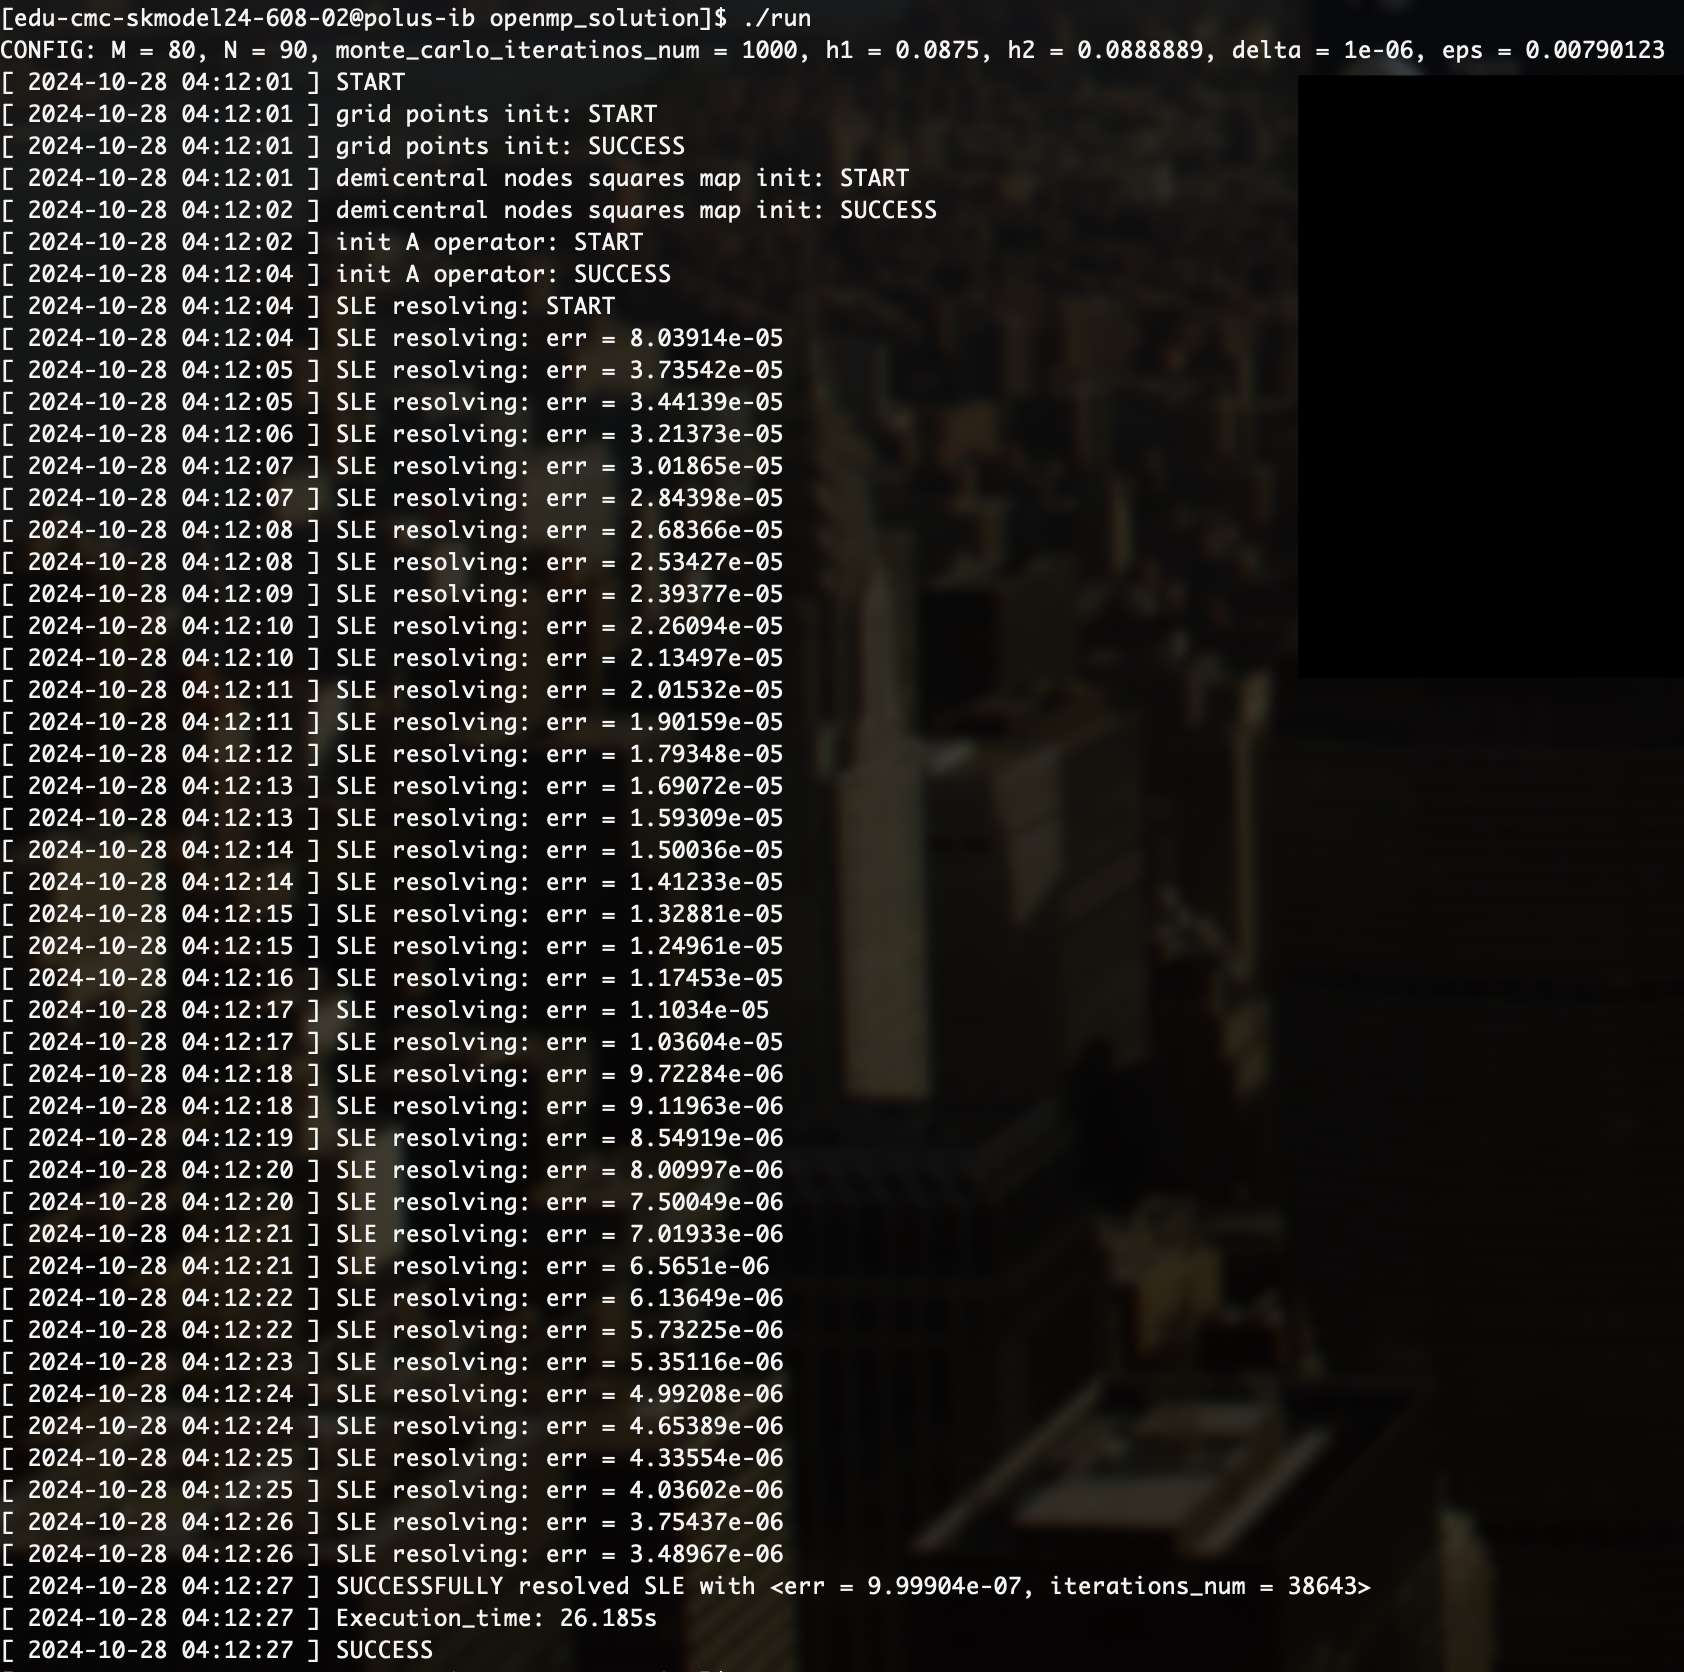 [edu-cmc-skmodel24-608-02@polus-ib openmp_solution]$ ./run
CONFIG: M = 80, N = 90, monte_carlo_iteratinos_num = 1000, h1 = 0.0875, h2 = 0.0888889, delta = 1e-06, eps = 0.00790123
[ 2024-10-28 04:12:01 ] START
[ 2024-10-28 04:12:01 ] grid points init: START
[ 2024-10-28 04:12:01 ] grid points init: SUCCESS
[ 2024-10-28 04:12:01 ] demicentral nodes squares map init: START
[ 2024-10-28 04:12:02 ] demicentral nodes squares map init: SUCCESS
[ 2024-10-28 04:12:02 ] init A operator: START
[ 2024-10-28 04:12:04 ] init A operator: SUCCESS
[ 2024-10-28 04:12:04 ] SLE resolving: START
[ 2024-10-28 04:12:04 ] SLE resolving: err = 8.03914e-05
[ 2024-10-28 04:12:05 ] SLE resolving: err = 3.73542e-05
[ 2024-10-28 04:12:05 ] SLE resolving: err = 3.44139e-05
[ 2024-10-28 04:12:06 ] SLE resolving: err = 3.21373e-05
[ 2024-10-28 04:12:07 ] SLE resolving: err = 3.01865e-05
[ 2024-10-28 04:12:07 ] SLE resolving: err = 2.84398e-05
[ 2024-10-28 04:12:08 ] SLE resolving: err = 2.68366e-05
[ 2024-10-28 04:12:08 ] SLE resolving: err = 2.53427e-05
[ 2024-10-28 04:12:09 ] SLE resolving: err = 2.39377e-05
[ 2024-10-28 04:12:10 ] SLE resolving: err = 2.26094e-05
[ 2024-10-28 04:12:10 ] SLE resolving: err = 2.13497e-05
[ 2024-10-28 04:12:11 ] SLE resolving: err = 2.01532e-05
[ 2024-10-28 04:12:11 ] SLE resolving: err = 1.90159e-05
[ 2024-10-28 04:12:12 ] SLE resolving: err = 1.79348e-05
[ 2024-10-28 04:12:13 ] SLE resolving: err = 1.69072e-05
[ 2024-10-28 04:12:13 ] SLE resolving: err = 1.59309e-05
[ 2024-10-28 04:12:14 ] SLE resolving: err = 1.50036e-05
[ 2024-10-28 04:12:14 ] SLE resolving: err = 1.41233e-05
[ 2024-10-28 04:12:15 ] SLE resolving: err = 1.32881e-05
[ 2024-10-28 04:12:15 ] SLE resolving: err = 1.24961e-05
[ 2024-10-28 04:12:16 ] SLE resolving: err = 1.17453e-05
[ 2024-10-28 04:12:17 ] SLE resolving: err = 1.1034e-05
[ 2024-10-28 04:12:17 ] SLE resolving: err = 1.03604e-05
[ 2024-10-28 04:12:18 ] SLE resolving: err = 9.72284e-06
[ 2024-10-28 04:12:18 ] SLE resolving: err = 9.11963e-06
[ 2024-10-28 04:12:19 ] SLE resolving: err = 8.54919e-06
[ 2024-10-28 04:12:20 ] SLE resolving: err = 8.00997e-06
[ 2024-10-28 04:12:20 ] SLE resolving: err = 7.50049e-06
[ 2024-10-28 04:12:21 ] SLE resolving: err = 7.01933e-06
[ 2024-10-28 04:12:21 ] SLE resolving: err = 6.5651e-06
[ 2024-10-28 04:12:22 ] SLE resolving: err = 6.13649e-06
[ 2024-10-28 04:12:22 ] SLE resolving: err = 5.73225e-06
[ 2024-10-28 04:12:23 ] SLE resolving: err = 5.35116e-06
[ 2024-10-28 04:12:24 ] SLE resolving: err = 4.99208e-06
[ 2024-10-28 04:12:24 ] SLE resolving: err = 4.65389e-06
[ 2024-10-28 04:12:25 ] SLE resolving: err = 4.33554e-06
[ 2024-10-28 04:12:25 ] SLE resolving: err = 4.03602e-06
[ 2024-10-28 04:12:26 ] SLE resolving: err = 3.75437e-06
[ 2024-10-28 04:12:26 ] SLE resolving: err = 3.48967e-06
[ 2024-10-28 04:12:27 ] SUCCESSFULLY resolved SLE with <err = 9.99904e-07, iterations_num = 38643>
[ 2024-10-28 04:12:27 ] Execution_time: 26.185s
[ 2024-10-28 04:12:27 ] SUCCESS